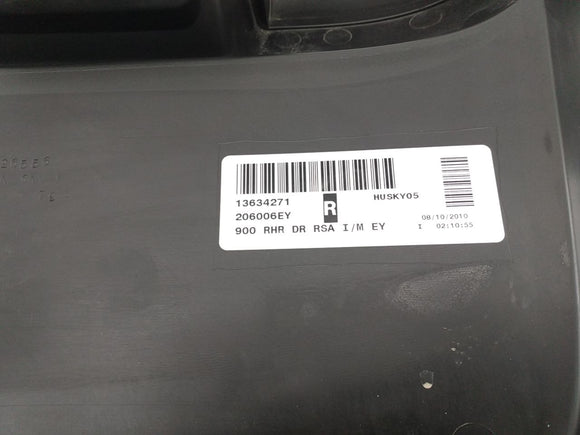 13634271 R HUSKY05
206006EY 08/10/2010
900 RHR DR RSA I/M EY I 02:10:55